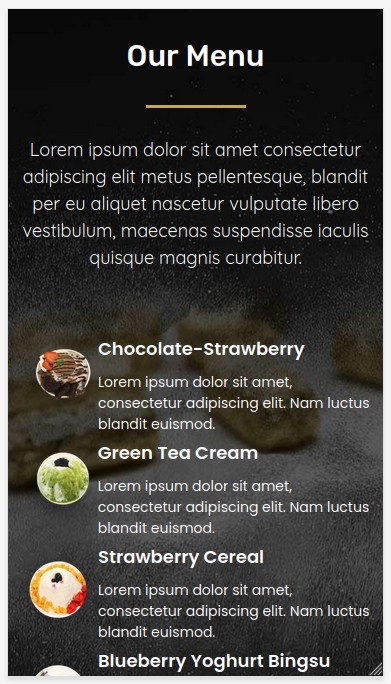 Our Menu
Lorem ipsum dolor sit amet consectetur
adipiscing elit metus pellentesque, blandit
per eu aliquet nascetur vulputate libero
vestibulum, maecenas suspendisse iaculis
quisque magnis curabitur.
Chocolate-Strawberry
Lorem ipsum dolor sit amet,
consectetur adipiscing elit. Nam luctus
blandit euismod.
Green Tea Cream
Lorem ipsum dolor sit amet,
consectetur adipiscing elit. Nam luctus
blandit euismod.
Strawberry Cereal
Lorem ipsum dolor sit amet,
consectetur adipiscing elit. Nam luctus
blandit euismod.
Blueberry Yoghurt Bingsu